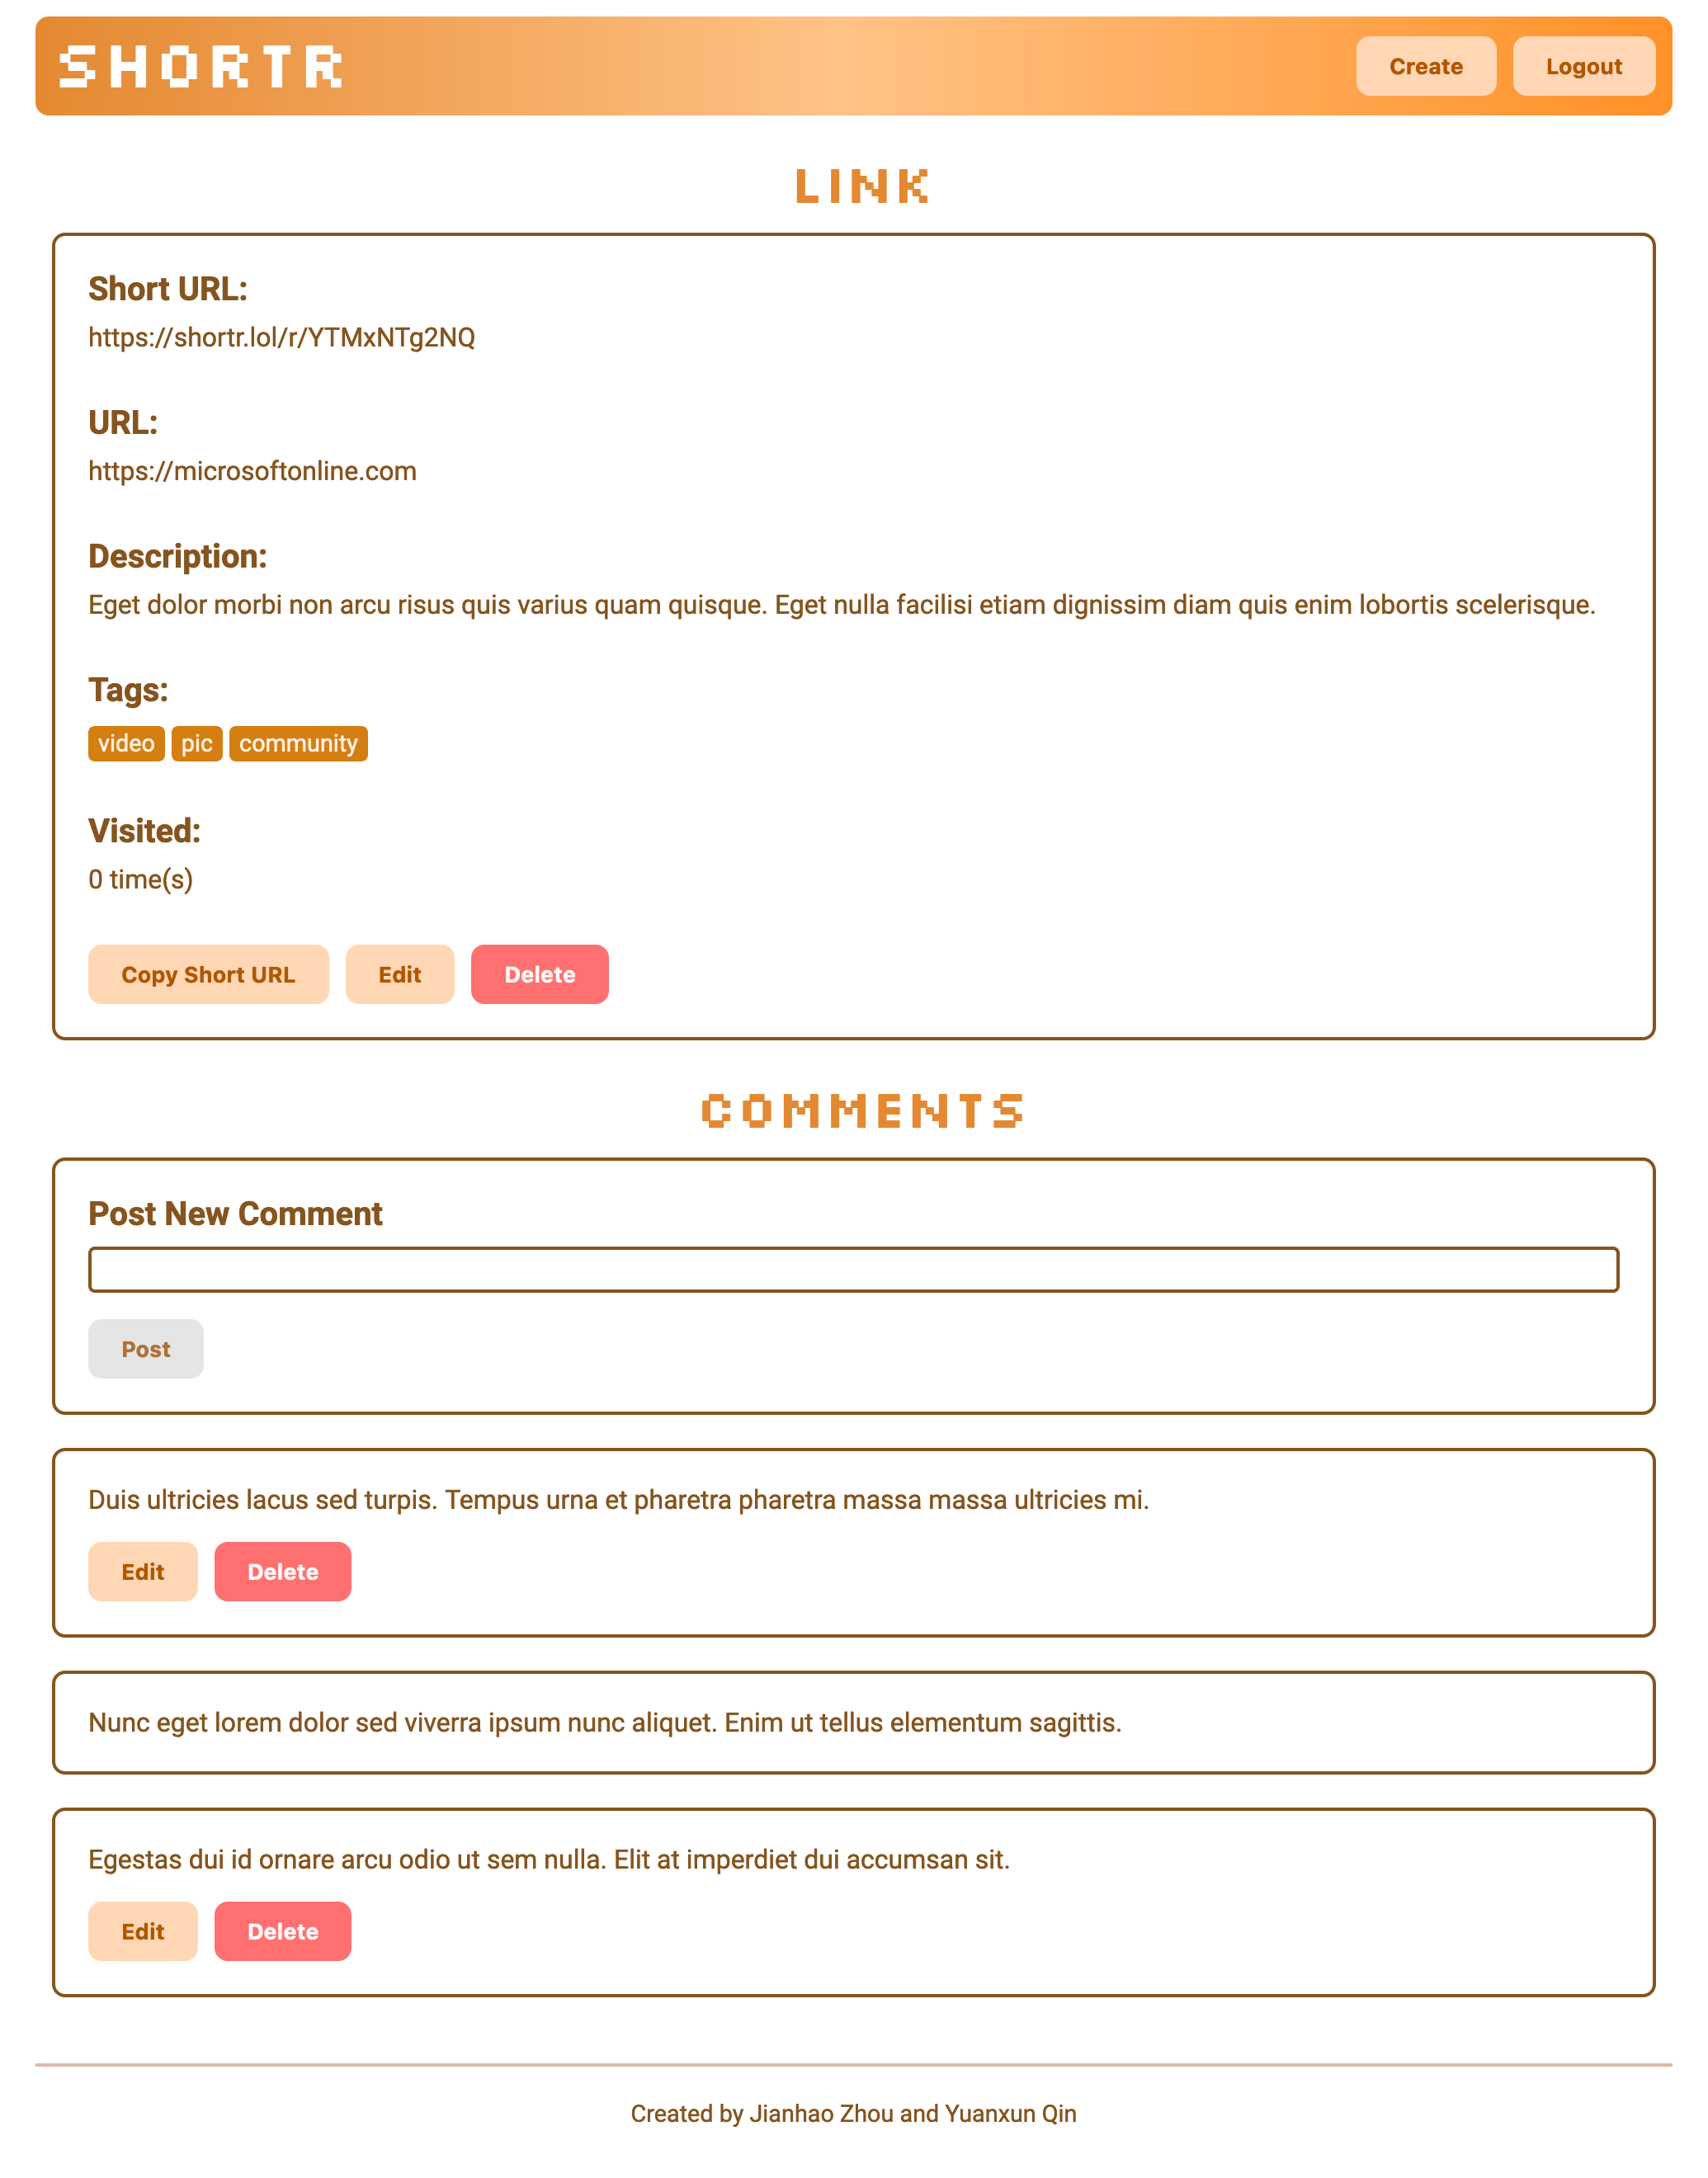 SHORTR
Create
Logout
LINK
Short URL:
https://shortr.lol/r/YTMxNTg2NQ
URL:
https://microsoftonline.com
Description:
Eget dolor morbi non arcu risus quis varius quam quisque. Eget nulla facilisi etiam dignissim diam quis enim lobortis scelerisque.
Tags:
video pic community
Visited:
0 time(s)
Copy Short URL Edit Delete
COMMENTS
Post New Comment
Post
Duis ultricies lacus sed turpis. Tempus urna et pharetra pharetra massa massa ultricies mi.
Edit Delete
Nunc eget lorem dolor sed viverra ipsum nunc aliquet. Enim ut tellus elementum sagittis.
Egestas dui id ornare arcu odio ut sem nulla. Elit at imperdiet dui accumsan sit.
Edit Delete
Created by Jianhao Zhou and Yuanxun Qin